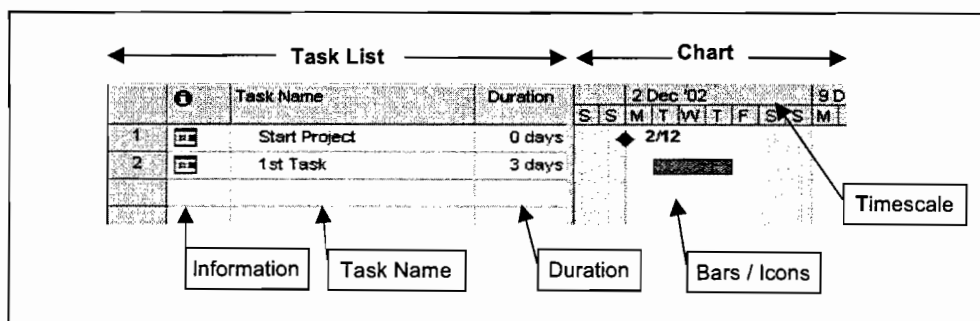 Task List Chart
Task Name Duration 2 Dec '02 9 D
S S M T W T F S S M
1 Start Project 0 days 2/12
2 1st Task 3 days
Timescale
Information Task Name Duration Bars / Icons